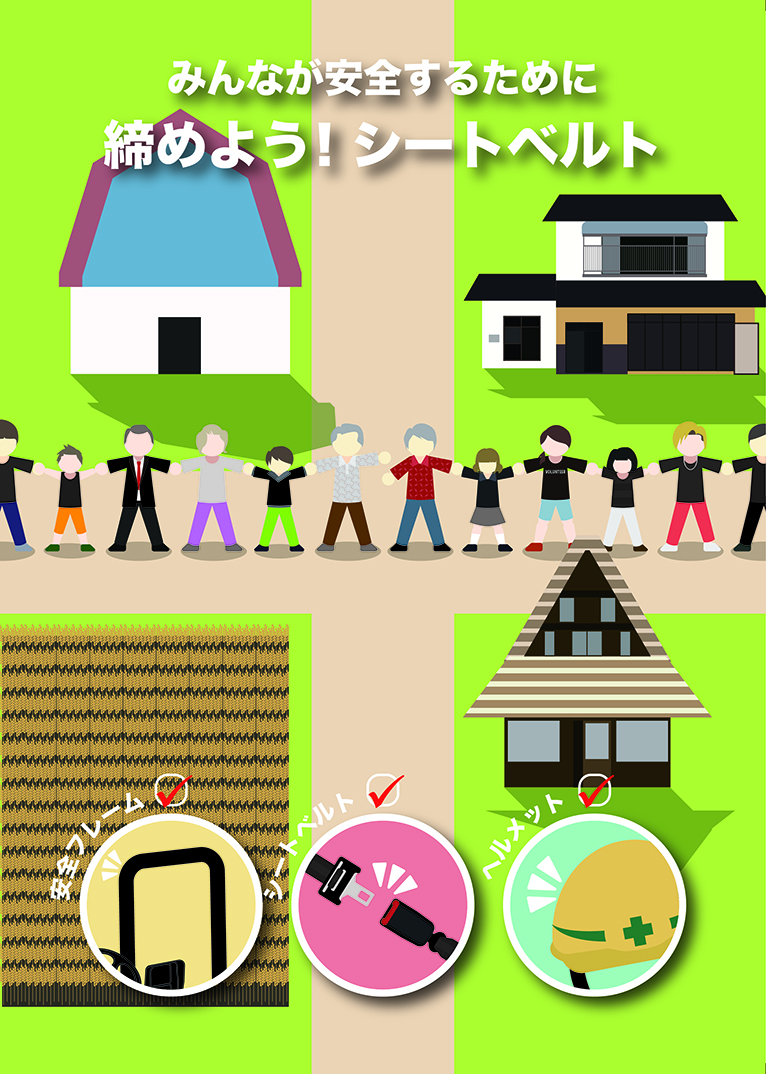 みんなが安全するために
締めよう!シートベルト
VOLUNTEER
安全フレーム
シートベルト
ヘルメット